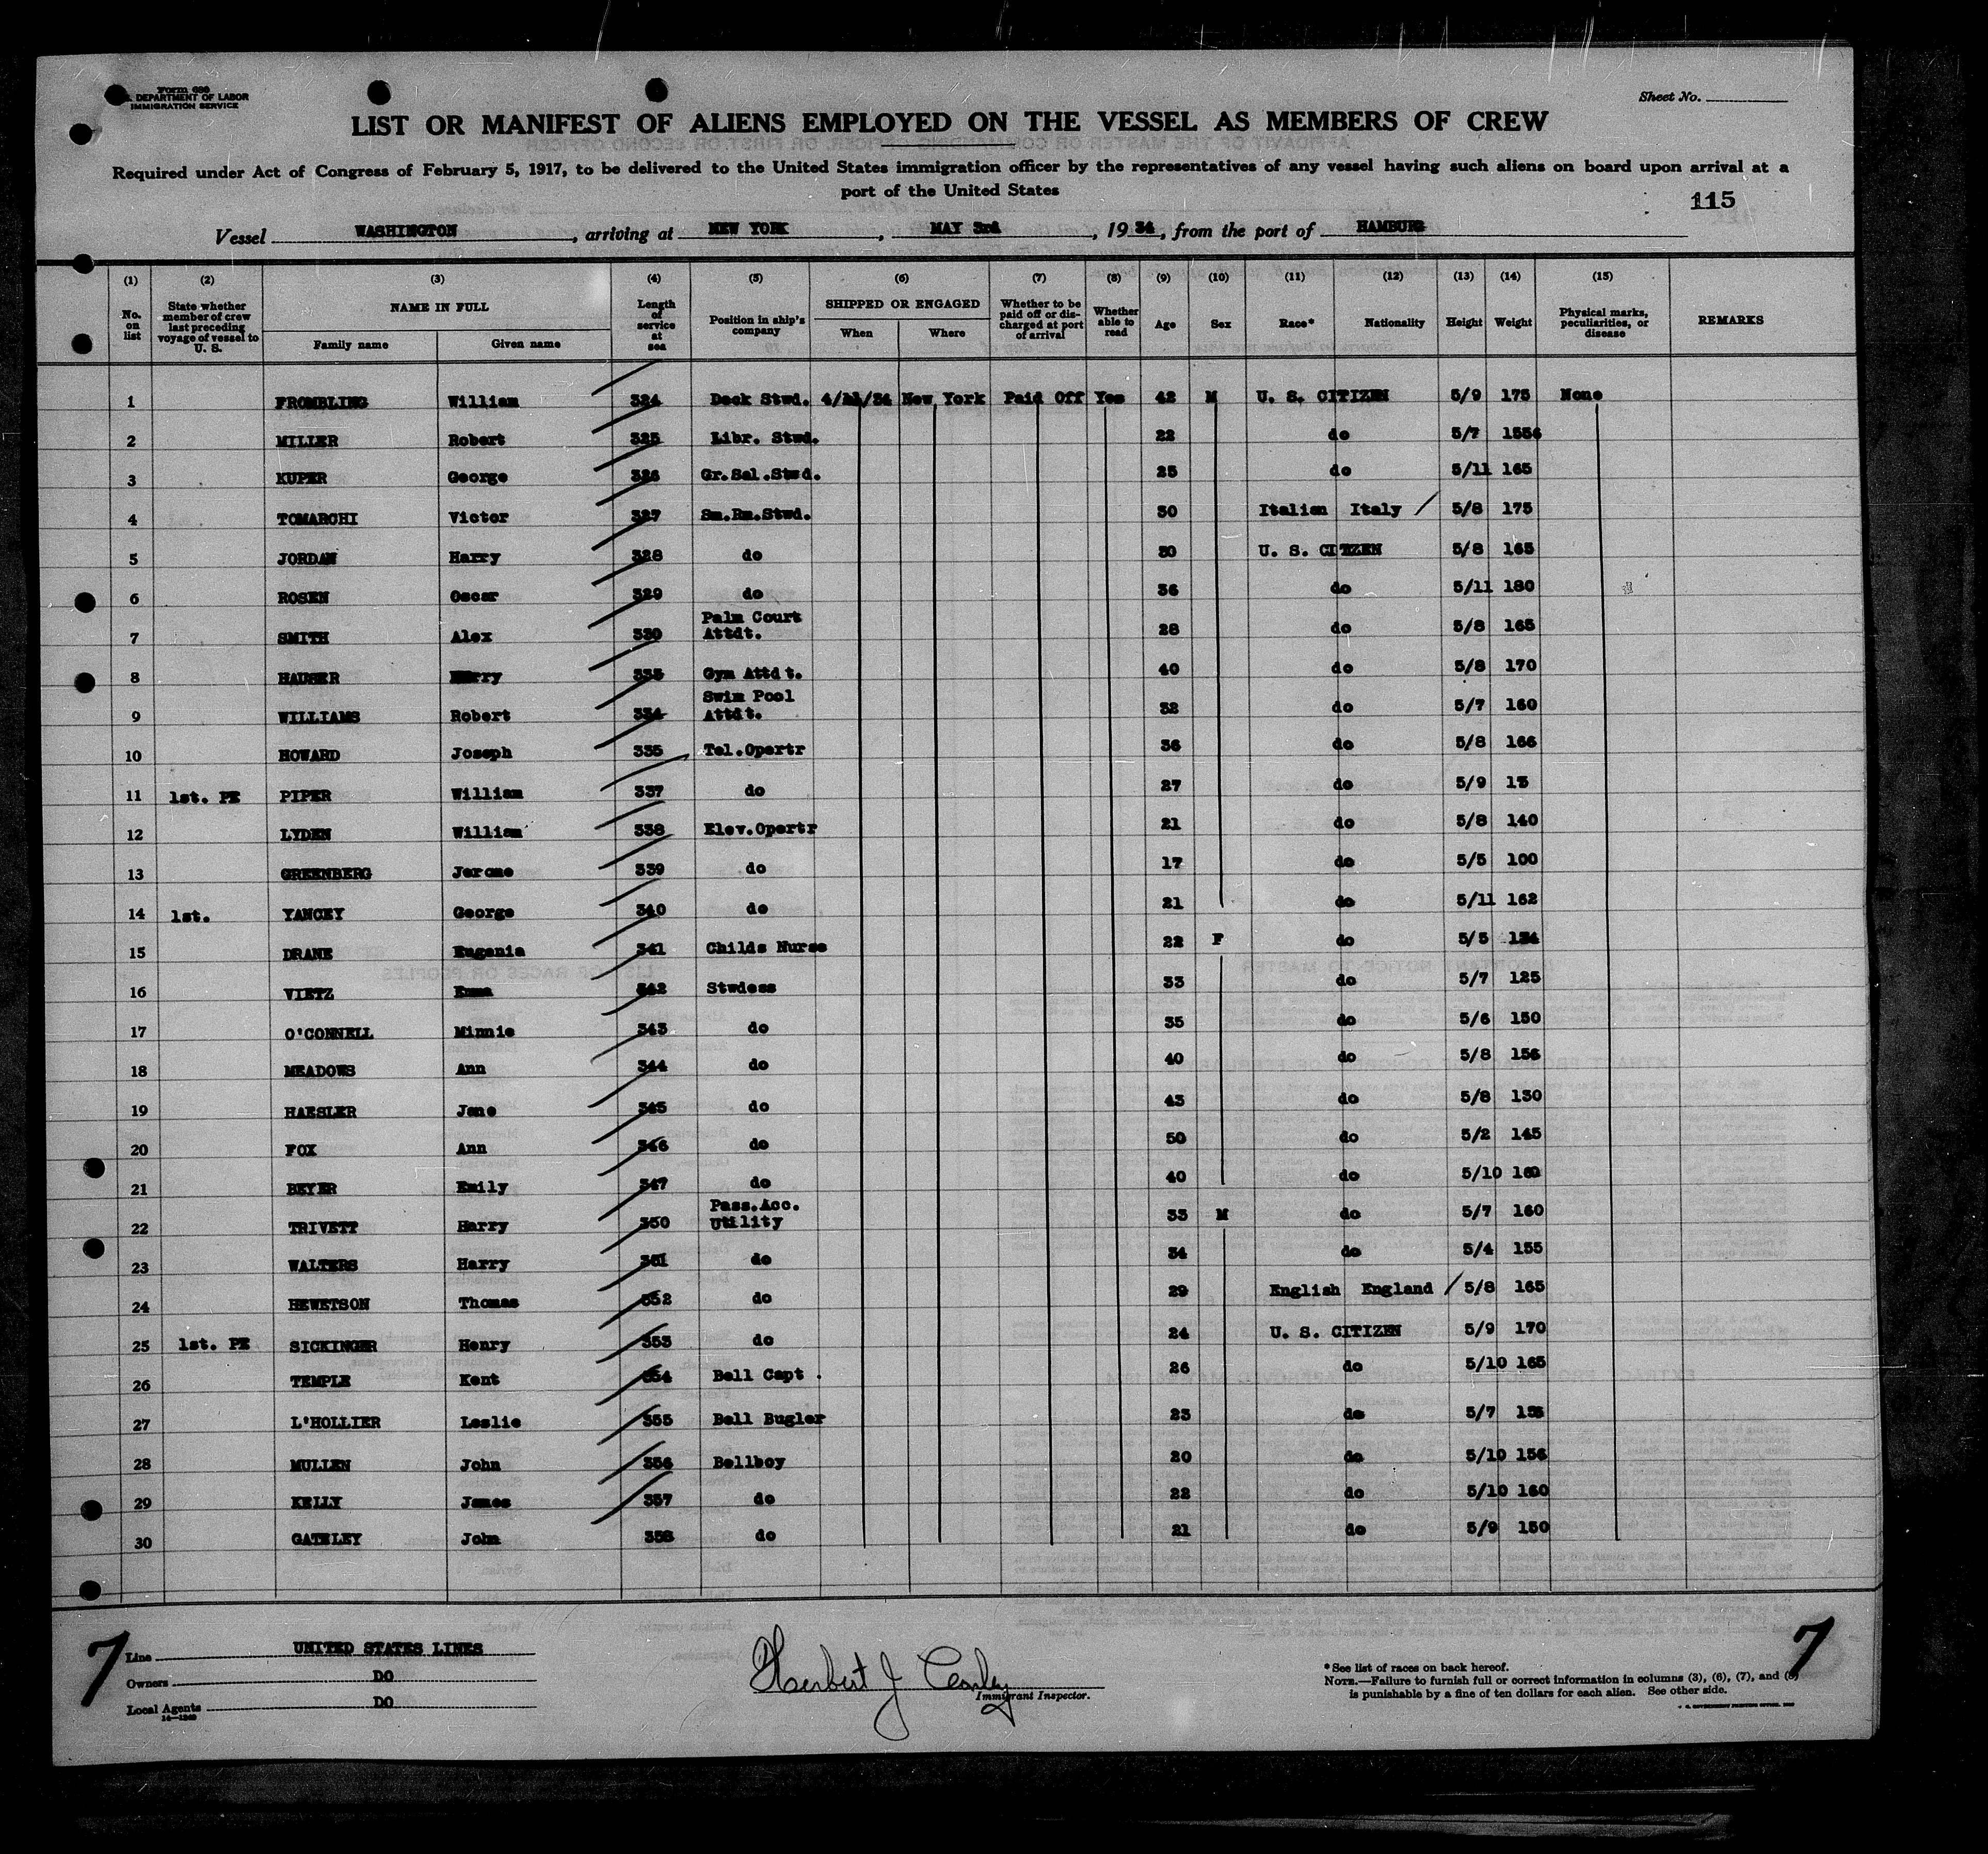 Form 689
U. S. DEPARTMENT OF LABOR
IMMIGRATION SERVICE
Sheet No.
LIST OR MANIFEST OF ALIENS EMPLOYED ON THE VESSEL AS MEMBERS OF CREW
Required under Act of Congress of February 5, 1917, to be delivered to the United States immigration officer by the representatives of any vessel having such aliens on board upon arrival at a
port of the United States
115
Vessel WASHINGTON, arriving at NEW YORK, MAY 3rd, 1934, from the port of HAMBURG
(1) (2) (3) (4) (5) (6) (7) (8) (9) (10) (11) (12) (13) (14) (15)
No. on list
State whether member of crew last preceding voyage of vessel to U. S.
NAME IN FULL
Family name Given name
Length of service at sea
Position in ship's company
SHIPPED OR ENGAGED
When Where
Whether to be paid off or discharged at port of arrival
Whether able to read
Age Sex Race* Nationality Height Weight
Physical marks, peculiarities, or disease
REMARKS
1 FROMBLING William 324 Deck Stwd. 4/ /34 New York Paid Off Yes 42 M U. S. CITIZEN 5/9 175 None
2 MILLER Robert 325 Libr. Stwd. 22 do 5/7
3 KUPER George 326 Gr.Sal.Stwd. 25 do 5/11 165
4 TOMARCHI Victor 327 Sm.Rm.Stwd. 30 Italian Italy / 5/8 175
5 JORDAN Harry 328 do 30 U. S. CITIZEN 5/8 165
6 ROSEN Oscar 329 do 36 do 5/11 180
7 SMITH Alex 330 Palm Court Attdt. 28 do 5/8 165
8 HAUSER 333 Gym Attdt. 40 do 5/8 170
9 WILLIAMS Robert 334 Swim Pool Attdt. 32 do 5/7 160
10 HOWARD Joseph 335 Tel.Opertr 36 do 5/8 166
11 1st. PE PIPER William 337 do 27 do 5/9 13
12 LYDEN William 338 Elev.Opertr 21 do 5/8 140
13 GREENBERG Jerome 339 do 17 do 5/5 100
14 1st. YANCEY George 340 do 21 do 5/11 162
15 DRANE Eugenia 341 Childs Nurse 22 F do 5/5
16 VIETZ Emma 342 Stwdess 33 do 5/7 125
17 O'CONNELL Minnie 343 do 35 do 5/6 150
18 MEADOWS Ann 344 do 40 do 5/8 156
19 HAESLER Jane 345 do 43 do 5/8 130
20 FOX Ann 346 do 50 do 5/2 145
21 BEYER Emily 347 do 40 do 5/10 160
22 TRIVETT Harry 350 Pass.Acc. Utility 33 M do 5/7 160
23 WALTERS Harry 351 do 34 do 5/4 155
24 HEWETSON Thomas 352 do 29 English England / 5/8 165
25 1st. PE SICKINGER Henry 353 do 24 U. S. CITIZEN 5/9 170
26 TEMPLE Kent 354 Bell Capt. 26 do 5/10 165
27 L'HOLLIER Leslie 355 Bell Bugler 23 do 5/7
28 MULLEN John 356 Bellboy 20 do 5/10 156
29 KELLY James 357 do 22 do 5/10 160
30 GATELEY John 358 do 21 do 5/9 150
7
Line UNITED STATES LINES
Owners DO
Local Agents DO
14—1240
Herbert J
Immigrant Inspector.
* See list of races on back hereof.
NOTE.—Failure to furnish full or correct information in columns (3), (6), (7), and (8)
is punishable by a fine of ten dollars for each alien. See other side.
7